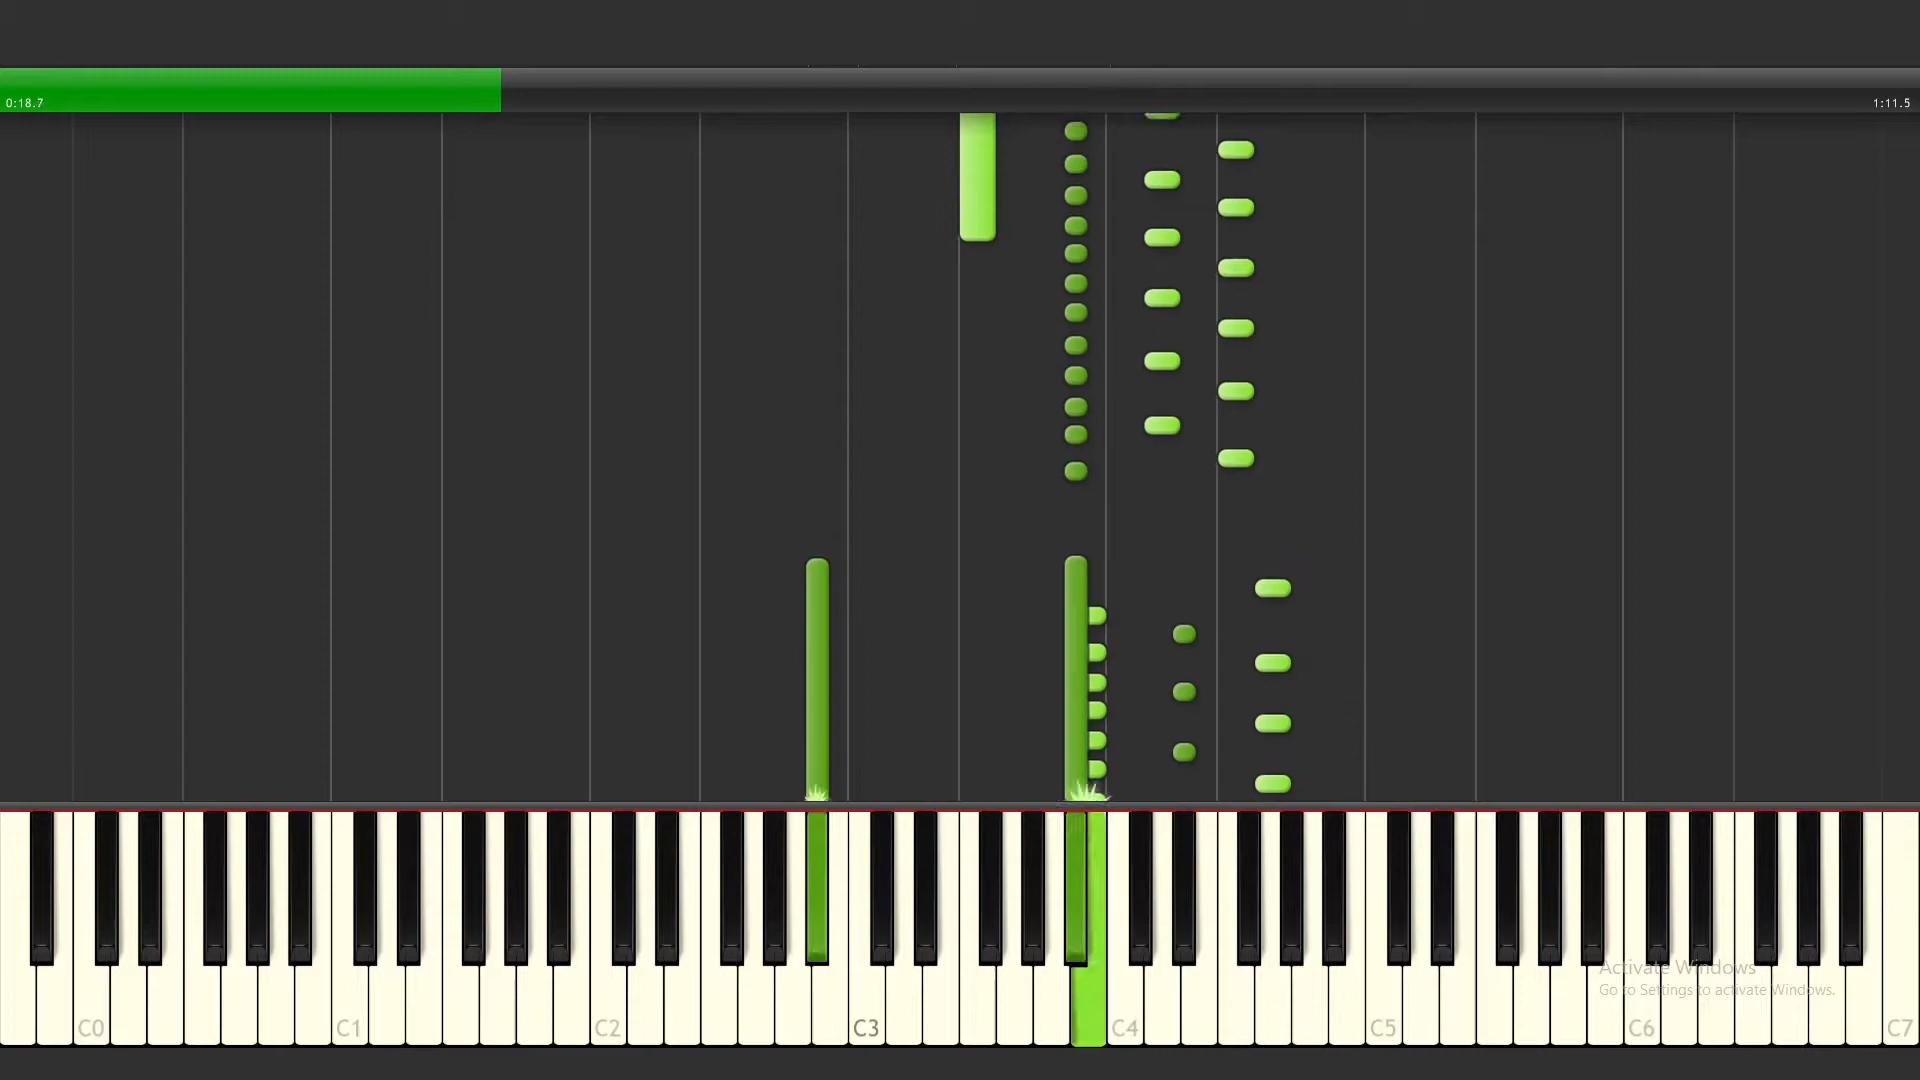 0:18.7
1:11.5
Activate Windows
Go to Settings to activate Windows.
C0 C1 C2 C3 C4 C5 C6 C7